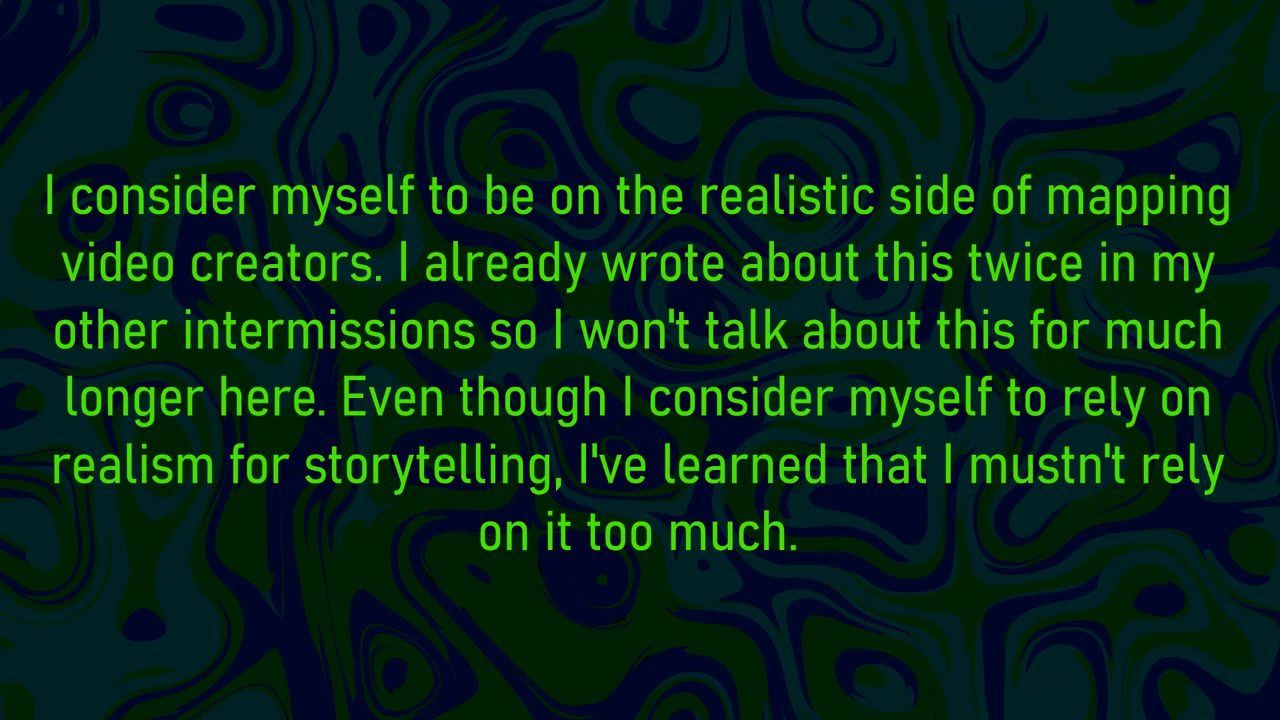 I consider myself to be on the realistic side of mapping
video creators. I already wrote about this twice in my
other intermissions so I won't talk about this for much
longer here. Even though I consider myself to rely on
realism for storytelling, I've learned that I mustn't rely
on it too much.